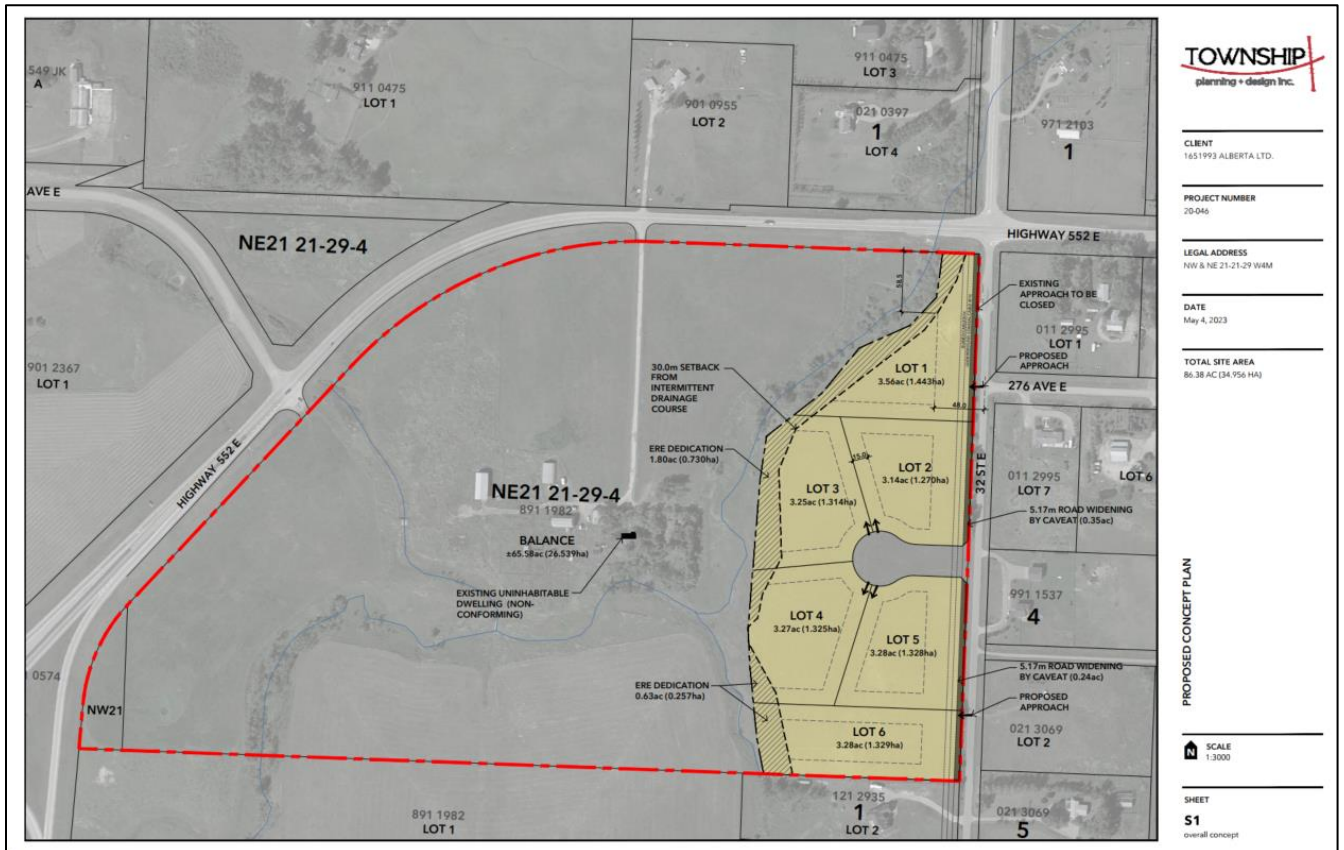 549 JK
A
911 0475
LOT 1
901 0955
LOT 2
911 0475
LOT 3
021 0397
1
LOT 4
971 2103
1
AVE E
NE21 21-29-4
HIGHWAY 552 E
901 2367
LOT 1
HIGHWAY 552 E
58.5
EXISTING
APPROACH TO BE
CLOSED
011 2995
LOT 1
PROPOSED
APPROACH
276 AVE E
30.0m SETBACK
FROM
INTERMITTENT
DRAINAGE
COURSE
LOT 1
3.56ac (1.443ha)
48.0
ERE DEDICATION
1.80ac (0.730ha)
15.0
LOT 2
3.14ac (1.270ha)
LOT 3
3.25ac (1.314ha)
32 ST E
011 2995
LOT 7
LOT 6
5.17m ROAD WIDENING
BY CAVEAT (0.35ac)
NE21 21-29-4
891 1982
BALANCE
±65.58ac (26.539ha)
EXISTING UNINHABITABLE
DWELLING (NON-
CONFORMING)
LOT 4
3.27ac (1.325ha)
LOT 5
3.28ac (1.328ha)
991 1537
4
ERE DEDICATION
0.63ac (0.257ha)
5.17m ROAD WIDENING
BY CAVEAT (0.24ac)
PROPOSED
APPROACH
0574
NW21
LOT 6
3.28ac (1.329ha)
021 3069
LOT 2
891 1982
LOT 1
121 2935
1
LOT 2
021 3069
5
TOWNSHIP
planning + design inc.
CLIENT
1651993 ALBERTA LTD.
PROJECT NUMBER
20-046
LEGAL ADDRESS
NW & NE 21-21-29 W4M
DATE
May 4, 2023
TOTAL SITE AREA
86.38 AC (34.956 HA)
PROPOSED CONCEPT PLAN
N
SCALE
1:3000
SHEET
S1
overall concept